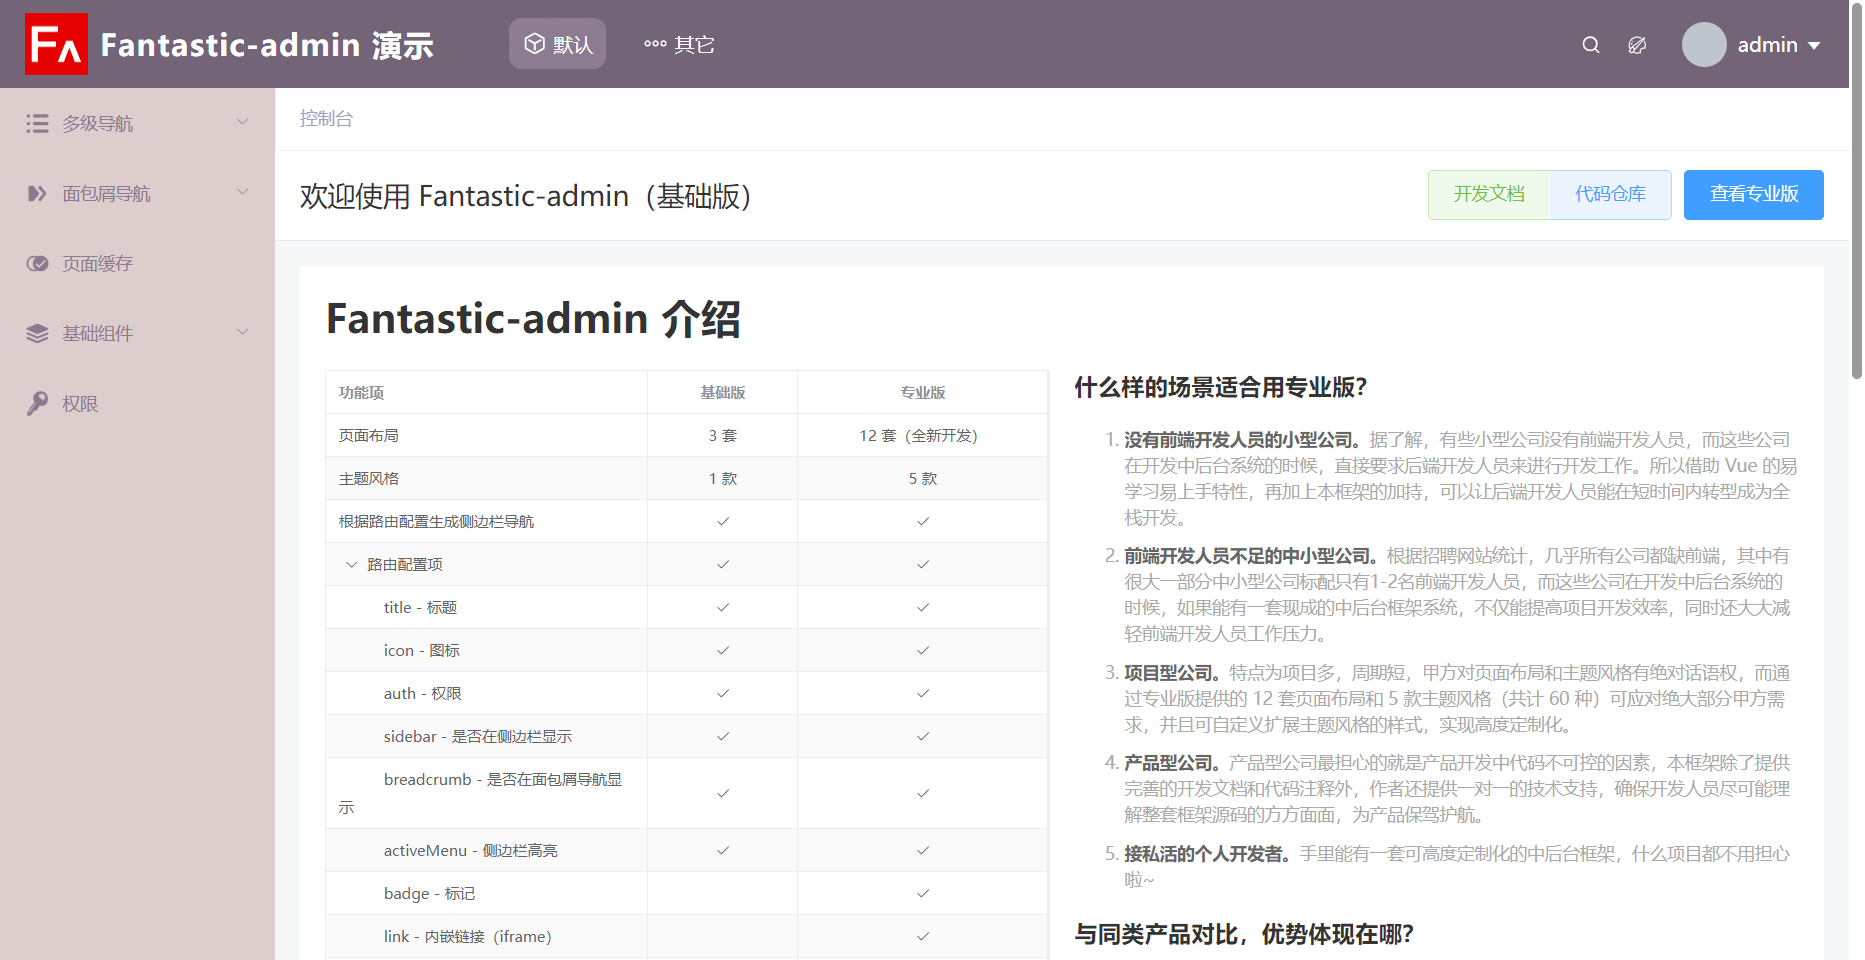 FA Fantastic-admin 演示
默认
其它
admin
多级导航
面包屑导航
页面缓存
基础组件
权限
控制台
欢迎使用 Fantastic-admin（基础版）
开发文档
代码仓库
查看专业版
Fantastic-admin 介绍
功能项 基础版 专业版
页面布局 3 套 12 套（全新开发）
主题风格 1 款 5 款
根据路由配置生成侧边栏导航
路由配置项
title - 标题
icon - 图标
auth - 权限
sidebar - 是否在侧边栏显示
breadcrumb - 是否在面包屑导航显
示
activeMenu - 侧边栏高亮
badge - 标记
link - 内嵌链接（iframe）
什么样的场景适合用专业版？
1. 没有前端开发人员的小型公司。据了解，有些小型公司没有前端开发人员，而这些公司
在开发中后台系统的时候，直接要求后端开发人员来进行开发工作。所以借助 Vue 的易
学习易上手特性，再加上本框架的加持，可以让后端开发人员能在短时间内转型成为全
栈开发。
2. 前端开发人员不足的中小型公司。根据招聘网站统计，几乎所有公司都缺前端，其中有
很大一部分中小型公司标配只有1-2名前端开发人员，而这些公司在开发中后台系统的
时候，如果能有一套现成的中后台框架系统，不仅能提高项目开发效率，同时还大大减
轻前端开发人员工作压力。
3. 项目型公司。特点为项目多，周期短，甲方对页面布局和主题风格有绝对话语权，而通
过专业版提供的 12 套页面布局和 5 款主题风格（共计 60 种）可应对绝大部分甲方需
求，并且可自定义扩展主题风格的样式，实现高度定制化。
4. 产品型公司。产品型公司最担心的就是产品开发中代码不可控的因素，本框架除了提供
完善的开发文档和代码注释外，作者还提供一对一的技术支持，确保开发人员尽可能理
解整套框架源码的方方面面，为产品保驾护航。
5. 接私活的个人开发者。手里能有一套可高度定制化的中后台框架，什么项目都不用担心
啦~
与同类产品对比，优势体现在哪？